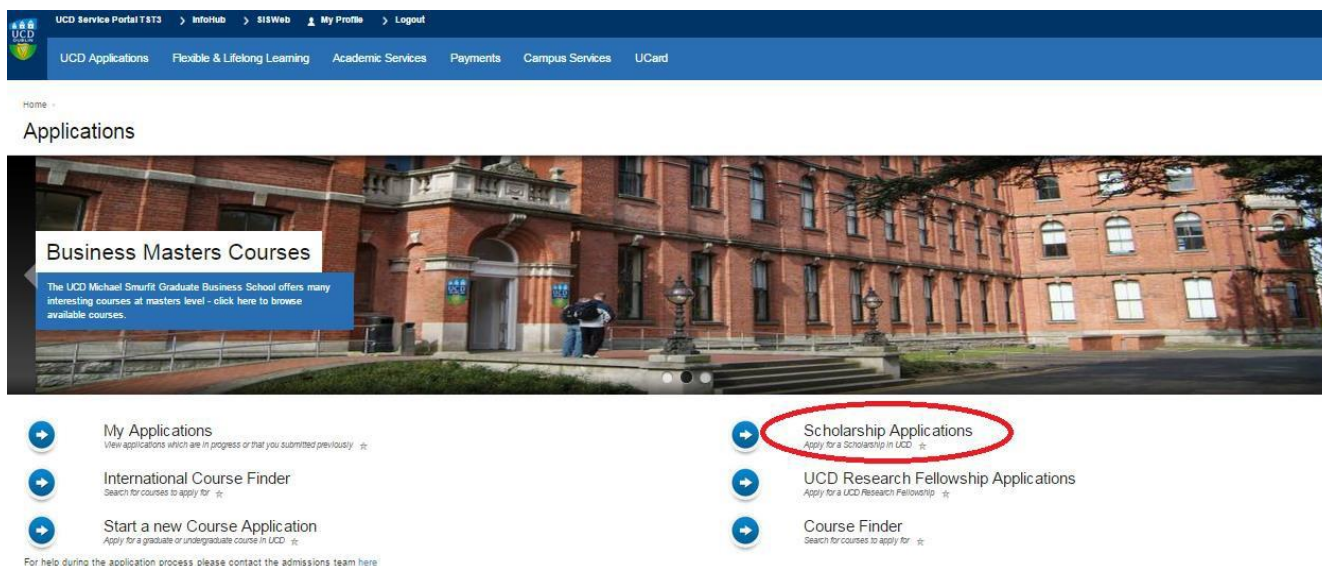 UCD Service Portal TST3 > InfoHub > SISWeb My Profile > Logout
UCD
DUBLIN
UCD Applications Flexible & Lifelong Learning Academic Services Payments Campus Services UCard
Home
Applications
Business Masters Courses
The UCD Michael Smurfit Graduate Business School offers many
interesting courses at masters level - click here to browse
available courses.
UCD
UCD
My Applications
View applications which are in progress or that you submitted previously
Scholarship Applications
Apply for a Scholarship in UCD
International Course Finder
Search for courses to apply for
UCD Research Fellowship Applications
Apply for a UCD Research Fellowship
Start a new Course Application
Apply for a graduate or undergraduate course in UCD
Course Finder
Search for courses to apply for
For help during the application process please contact the admissions team here